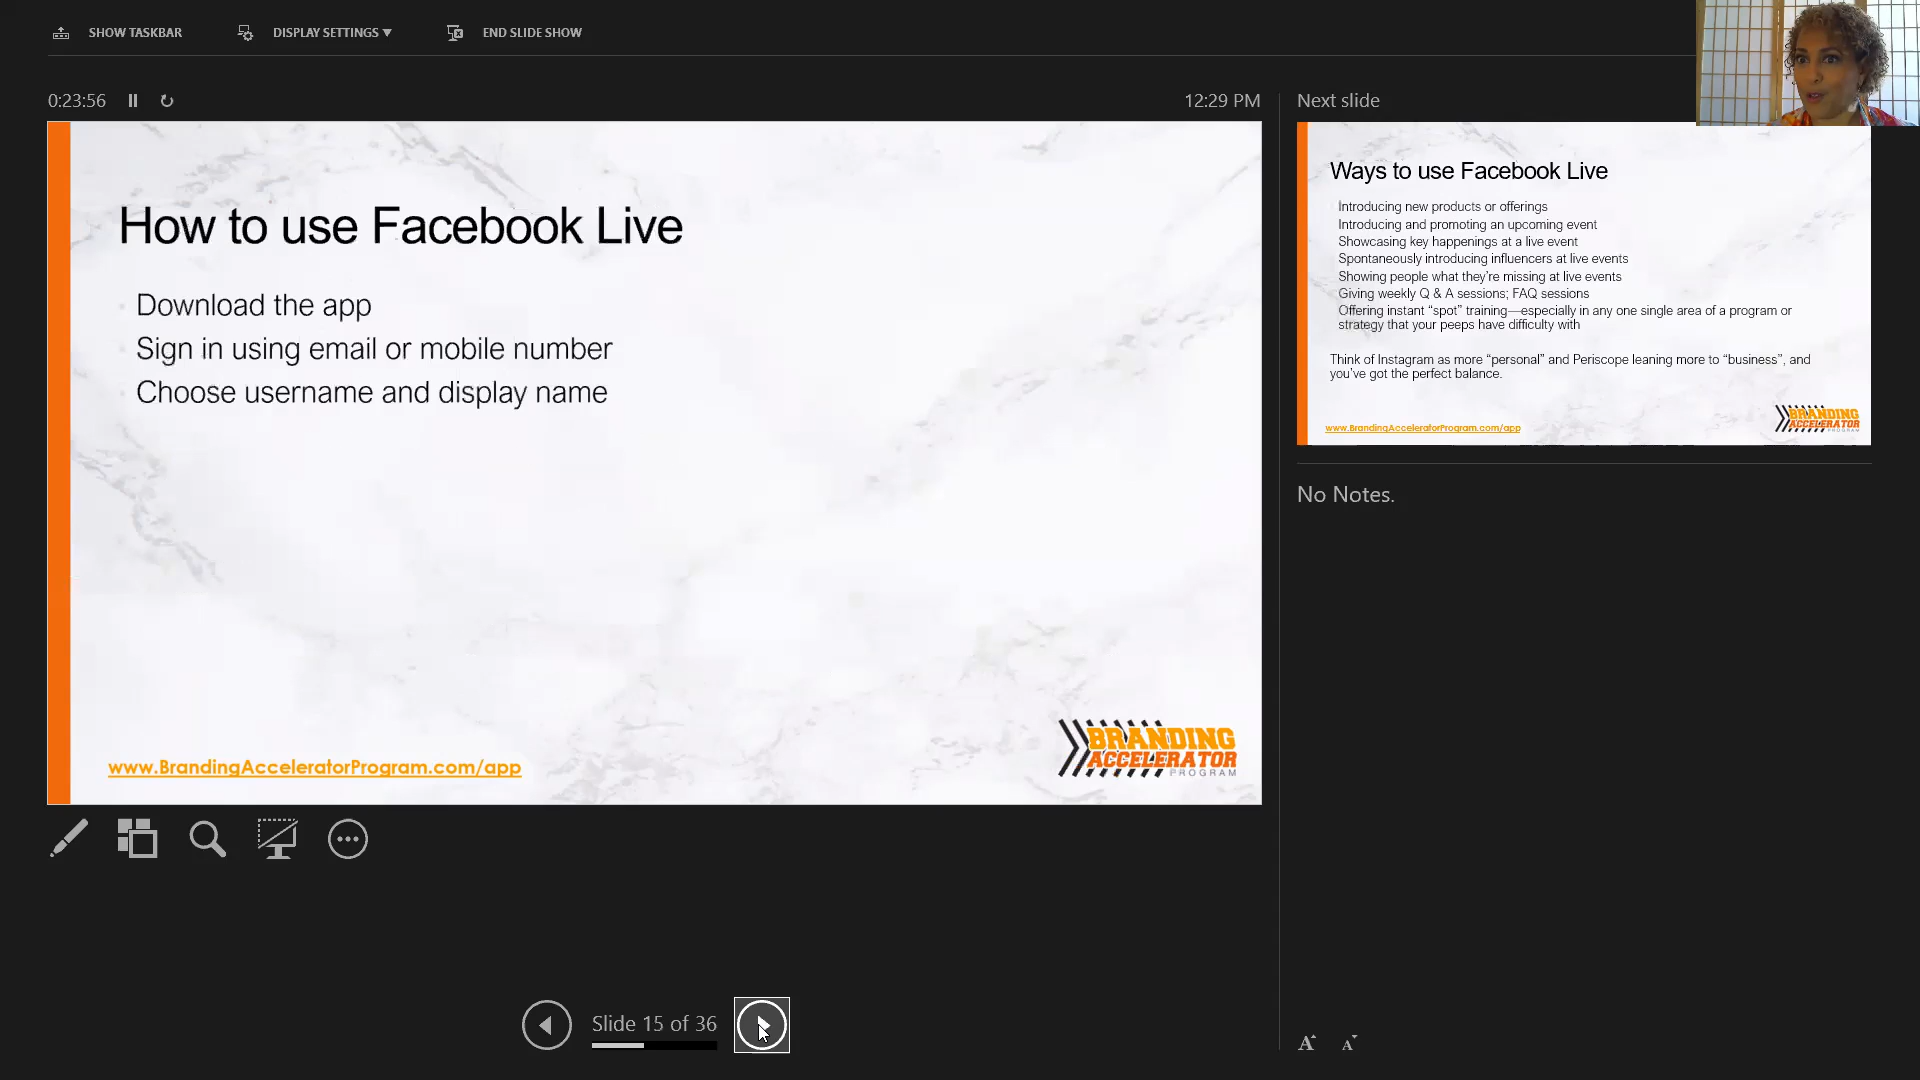 SHOW TASKBAR
DISPLAY SETTINGS ▼
END SLIDE SHOW
0:23:56
12:29 PM
How to use Facebook Live
Download the app
Sign in using email or mobile number
Choose username and display name
www.BrandingAcceleratorProgram.com/app
BRANDING
ACCELERATOR
PROGRAM
Slide 15 of 36
Next slide
Ways to use Facebook Live
Introducing new products or offerings
Introducing and promoting an upcoming event
Showcasing key happenings at a live event
Spontaneously introducing influencers at live events
Showing people what they're missing at live events
Giving weekly Q & A sessions; FAQ sessions
Offering instant “spot” training—especially in any one single area of a program or
strategy that your peeps have difficulty with
Think of Instagram as more “personal” and Periscope leaning more to “business”, and
you've got the perfect balance.
www.BrandingAcceleratorProgram.com/app
BRANDING
ACCELERATOR
PROGRAM
No Notes.
A A